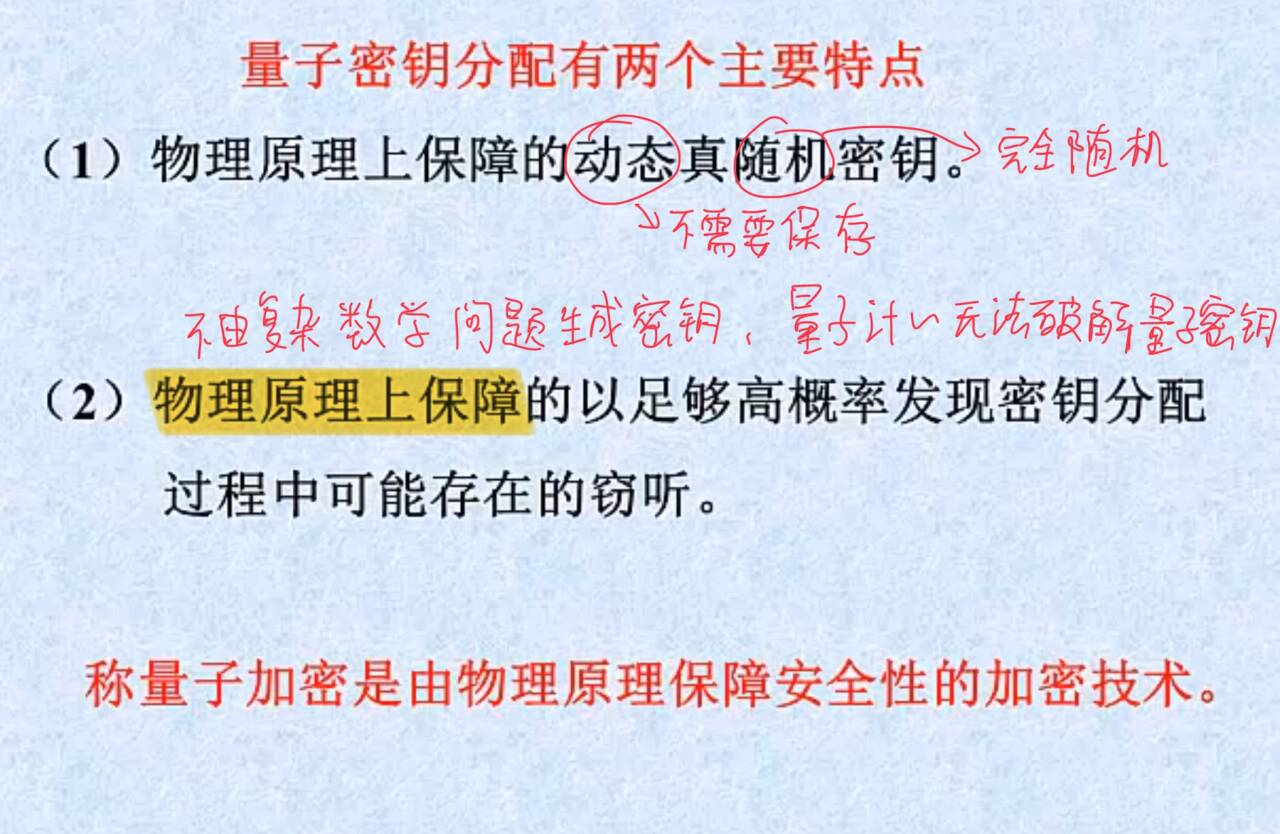 量子密钥分配有两个主要特点
（1）物理原理上保障的动态真随机密钥。→完全随机
→不需要保存
不由复杂数学问题生成密钥，量子计算无法破解量子密钥
（2）物理原理上保障的以足够高概率发现密钥分配
过程中可能存在的窃听。
称量子加密是由物理原理保障安全性的加密技术。